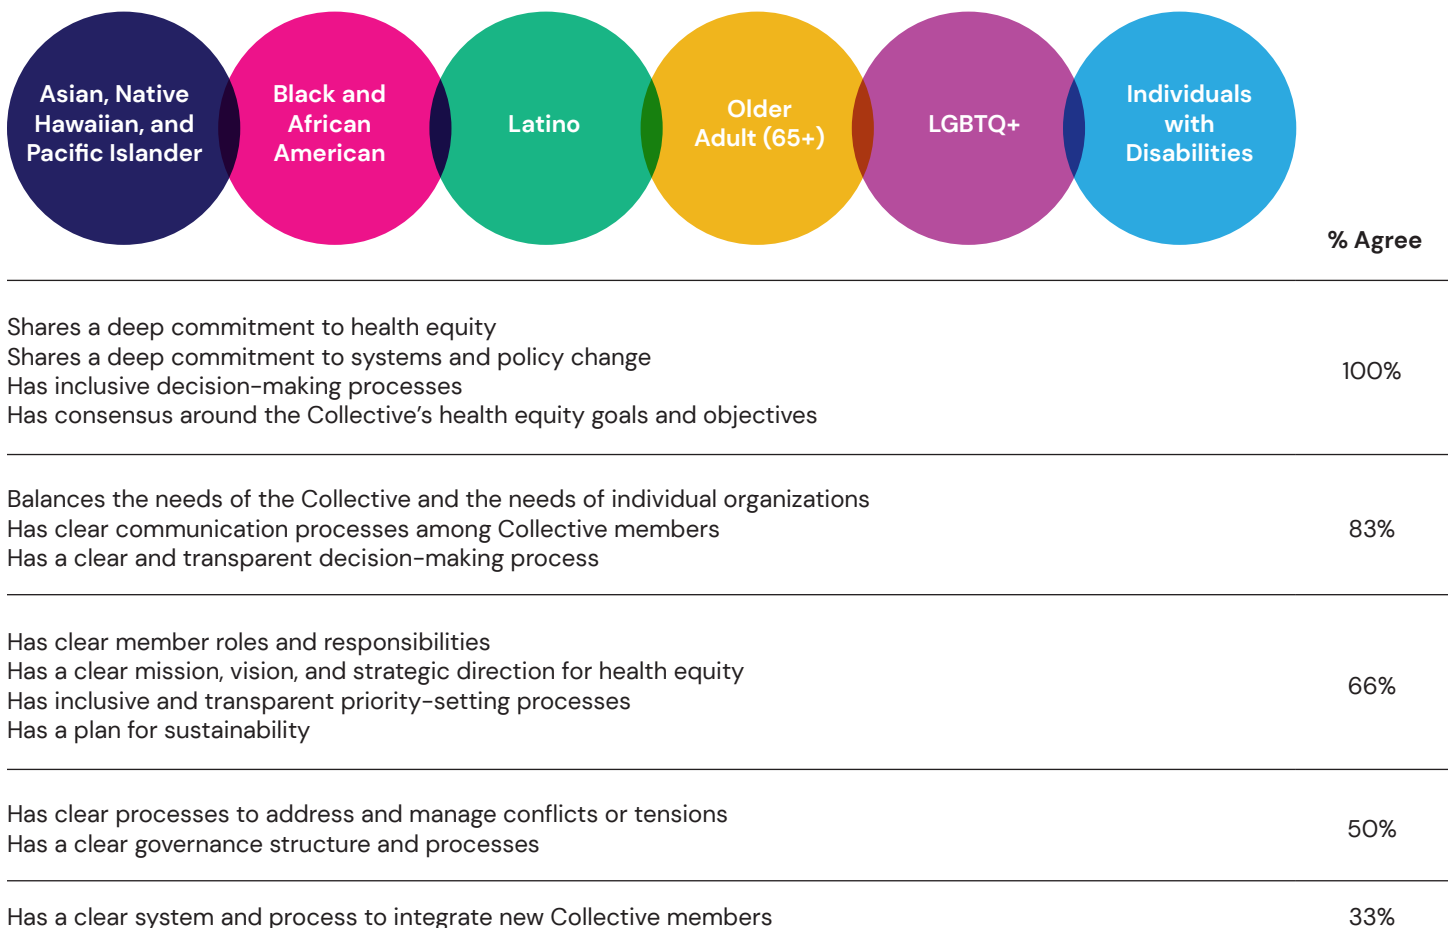 Asian, Native
Hawaiian, and
Pacific Islander
Black and
African
American
Latino
Older
Adult (65+)
LGBTQ+
Individuals
with
Disabilities
% Agree
Shares a deep commitment to health equity
Shares a deep commitment to systems and policy change
Has inclusive decision-making processes
Has consensus around the Collective’s health equity goals and objectives
100%
Balances the needs of the Collective and the needs of individual organizations
Has clear communication processes among Collective members
Has a clear and transparent decision-making process
83%
Has clear member roles and responsibilities
Has a clear mission, vision, and strategic direction for health equity
Has inclusive and transparent priority-setting processes
Has a plan for sustainability
66%
Has clear processes to address and manage conflicts or tensions
Has a clear governance structure and processes
50%
Has a clear system and process to integrate new Collective members
33%